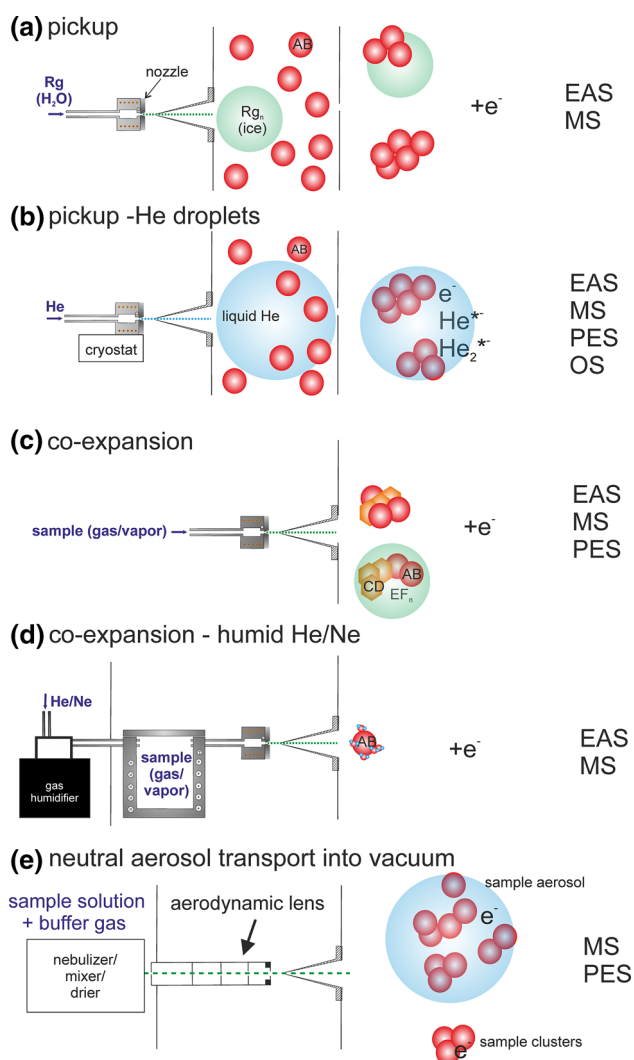 (a) pickup
Rg
(H₂O)
nozzle
AB
Rgₙ
(ice)
+e⁻
EAS
MS
(b) pickup -He droplets
He
cryostat
AB
liquid He
e⁻
He*⁻
He₂*⁻
EAS
MS
PES
OS
(c) co-expansion
sample (gas/vapor)
CD
AB
EFₙ
+e⁻
EAS
MS
PES
(d) co-expansion - humid He/Ne
He/Ne
gas
humidifier
sample
(gas/
vapor)
AB
+e⁻
EAS
MS
(e) neutral aerosol transport into vacuum
sample solution
+ buffer gas
nebulizer/
mixer/
drier
aerodynamic lens
sample aerosol
e⁻
sample clusters
e⁻
MS
PES